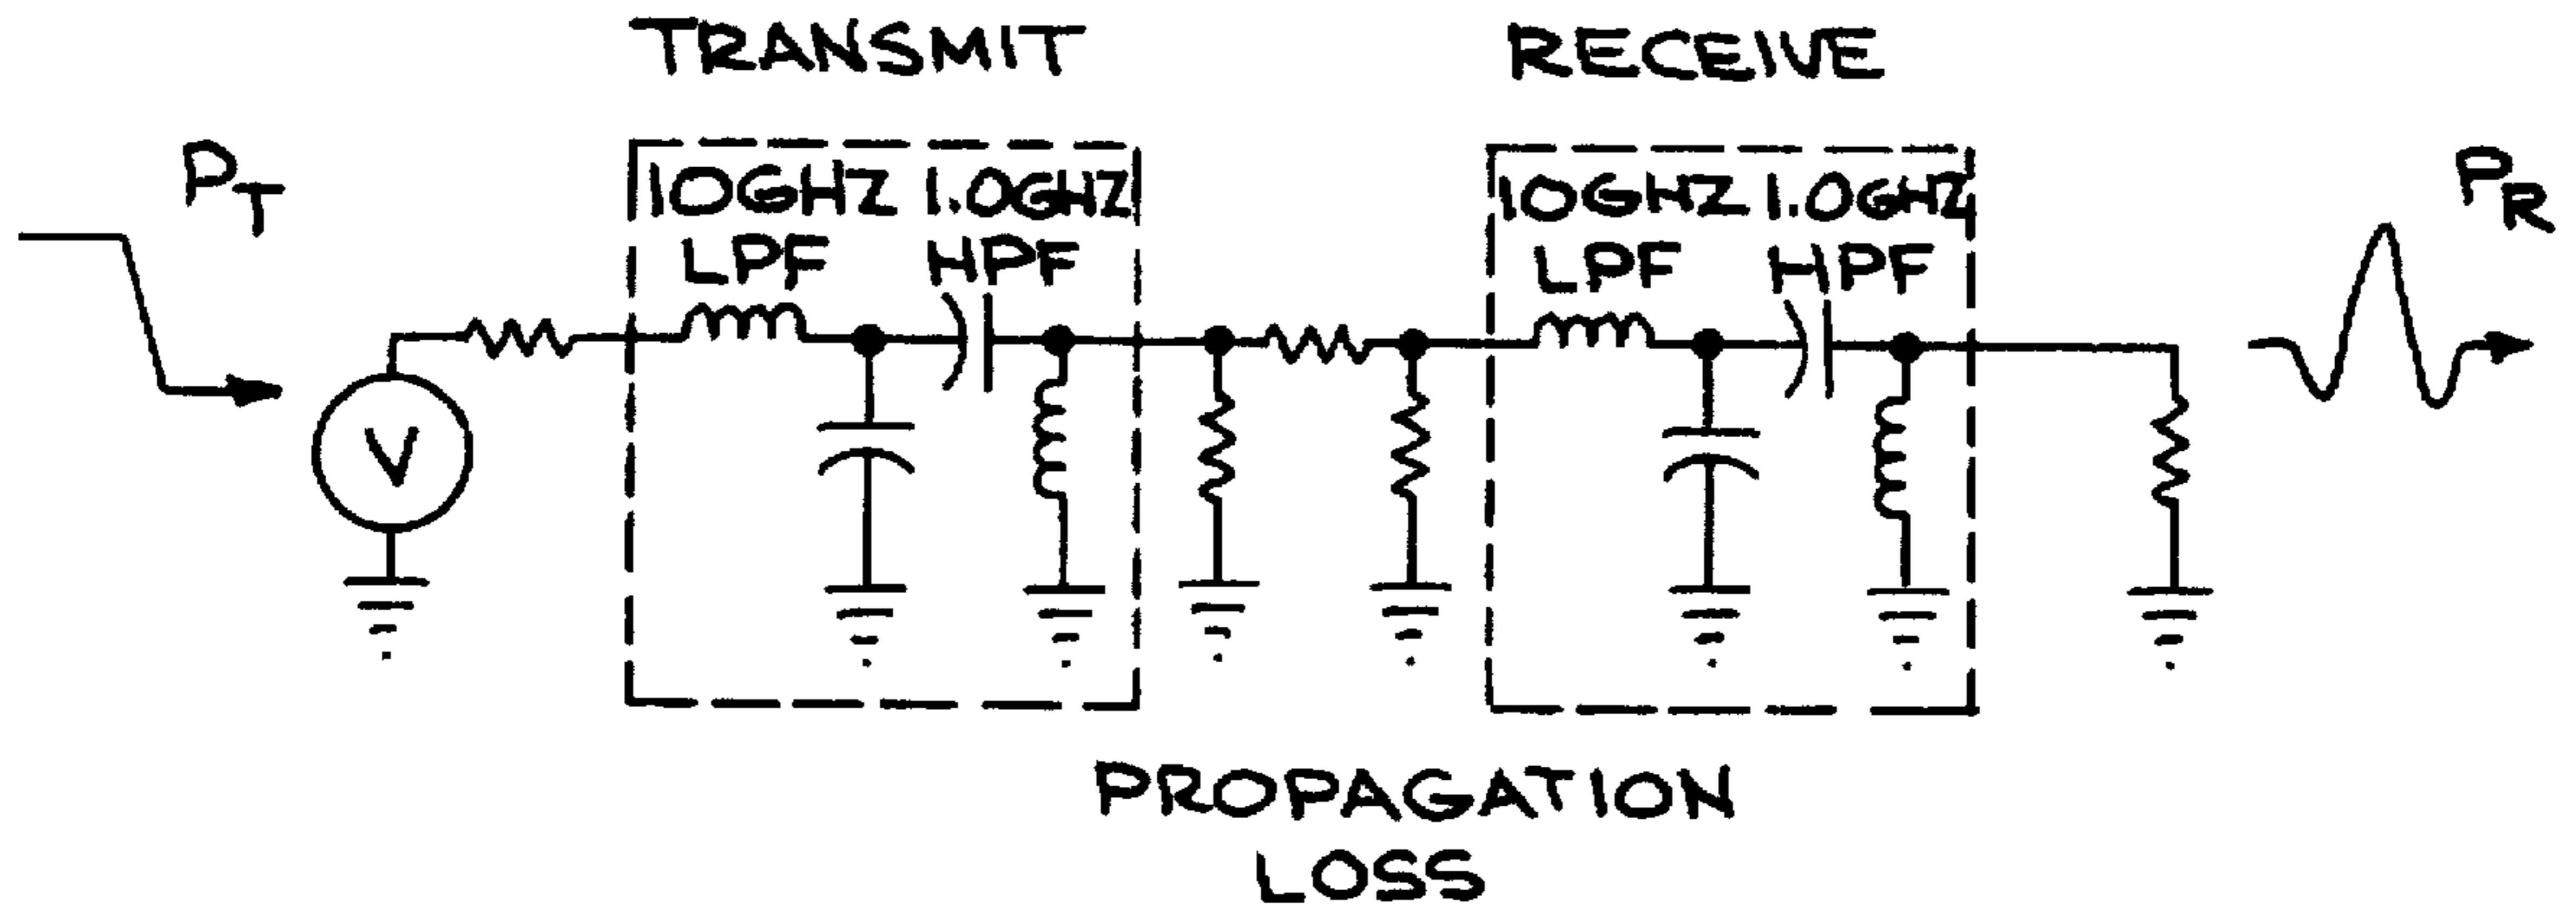 TRANSMIT
RECEIVE
PT
10GHZ 1.0GHZ
LPF HPF
10GHZ 1.0GHZ
LPF HPF
PR
V
PROPAGATION
LOSS